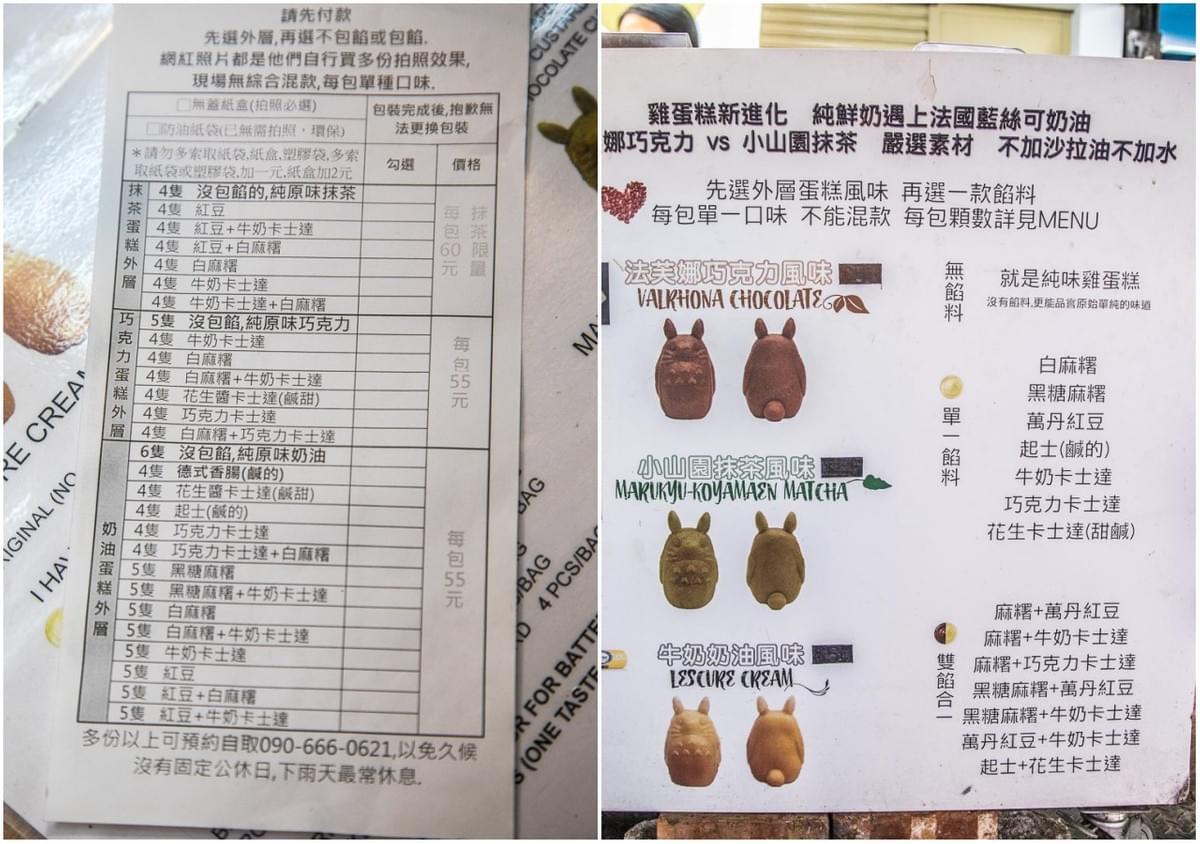 請先付款
先選外層,再選不包餡或包餡.
網紅照片都是他們自行買多份拍照效果,
現場無綜合混款,每包單種口味.
□無蓋紙盒(拍照必選)
□防油紙袋(已無需拍照,環保)
包裝完成後,抱歉無
法更換包裝
*請勿多索取紙袋,紙盒,塑膠袋,多索
取紙袋或塑膠袋,加一元,紙盒加2元
勾選
價格
抹茶蛋糕外層
4隻 沒包餡的,純原味抹茶
4隻 紅豆
4隻 紅豆+牛奶卡士達
4隻 紅豆+白麻糬
4隻 白麻糬
4隻 牛奶卡士達
4隻 牛奶卡士達+白麻糬
抹茶限量
每包60元
巧克力蛋糕外層
5隻 沒包餡,純原味巧克力
4隻 牛奶卡士達
4隻 白麻糬
4隻 白麻糬+牛奶卡士達
4隻 花生醬卡士達(鹹甜)
4隻 巧克力卡士達
4隻 白麻糬+巧克力卡士達
每包55元
奶油蛋糕外層
6隻 沒包餡,純原味奶油
4隻 德式香腸(鹹的)
4隻 花生醬卡士達(鹹甜)
4隻 起士(鹹的)
4隻 巧克力卡士達
4隻 巧克力卡士達+白麻糬
5隻 黑糖麻糬
5隻 黑糖麻糬+牛奶卡士達
5隻 白麻糬
5隻 白麻糬+牛奶卡士達
5隻 牛奶卡士達
5隻 紅豆
5隻 紅豆+白麻糬
5隻 紅豆+牛奶卡士達
每包55元
多份以上可預約自取090-666-0621,以免久候
沒有固定公休日,下雨天最常休息.
RE CREAM
I HAV
4 PCS/BAG
(ONE TASTE
雞蛋糕新進化 純鮮奶遇上法國藍絲可奶油
娜巧克力 vs 小山園抹茶 嚴選素材 不加沙拉油不加水
先選外層蛋糕風味 再選一款餡料
每包單一口味 不能混款 每包顆數詳見MENU
法芙娜巧克力風味
VALRHONA CHOCOLATE
小山園抹茶風味
MARUKYU-KOYAMAEN MATCHA
牛奶奶油風味
LESCURE CREAM
無餡料
就是純味雞蛋糕
沒有餡料,更能品嘗原始單純的味道
單一餡料
白麻糬
黑糖麻糬
萬丹紅豆
起士(鹹的)
牛奶卡士達
巧克力卡士達
花生卡士達(甜鹹)
雙餡合一
麻糬+萬丹紅豆
麻糬+牛奶卡士達
麻糬+巧克力卡士達
黑糖麻糬+萬丹紅豆
黑糖麻糬+牛奶卡士達
萬丹紅豆+牛奶卡士達
起士+花生卡士達